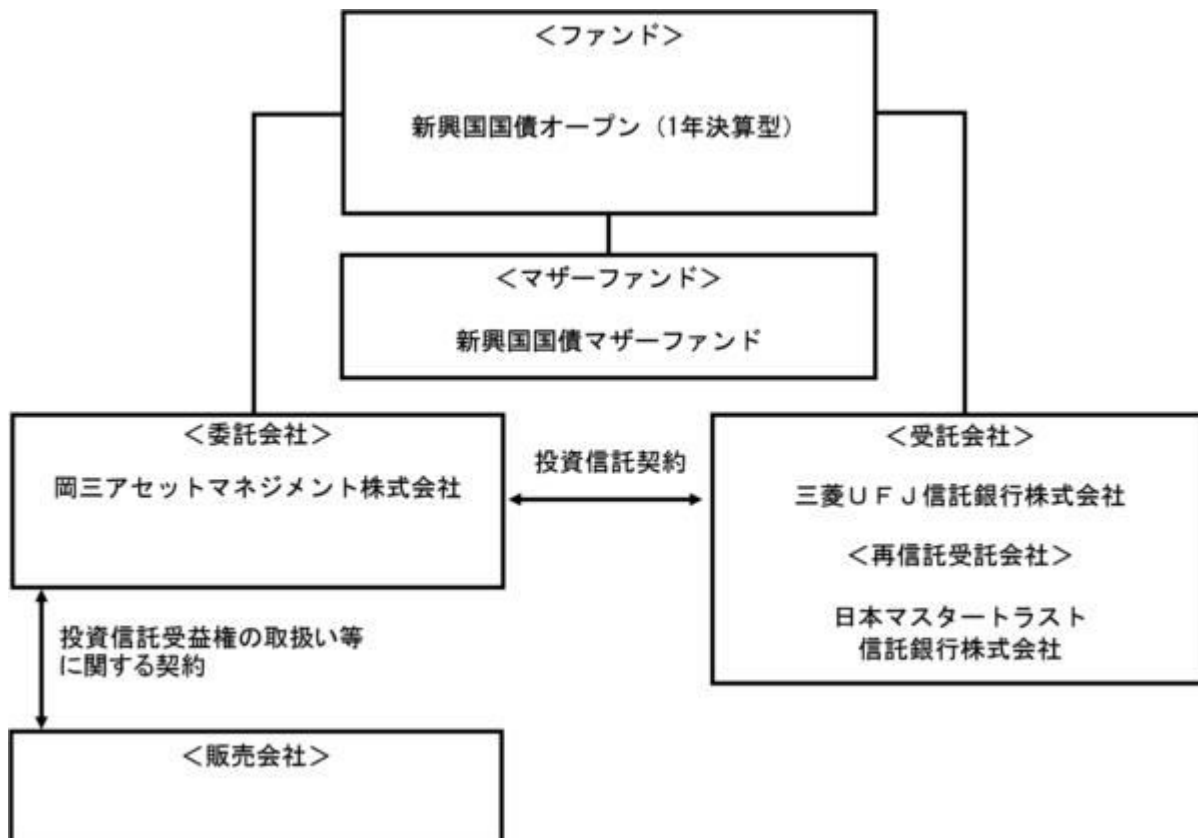 ＜ファンド＞
新興国国債オープン（1年決算型）
＜マザーファンド＞
新興国国債マザーファンド
＜委託会社＞
岡三アセットマネジメント株式会社
投資信託契約
＜受託会社＞
三菱ＵＦＪ信託銀行株式会社
＜再信託受託会社＞
日本マスタートラスト
信託銀行株式会社
投資信託受益権の取扱い等
に関する契約
＜販売会社＞